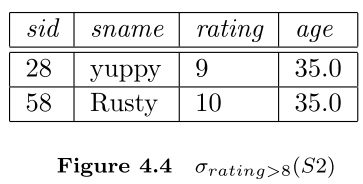 sid sname rating age
28 yuppy 9 35.0
58 Rusty 10 35.0
Figure 4.4 σrating>8(S2)